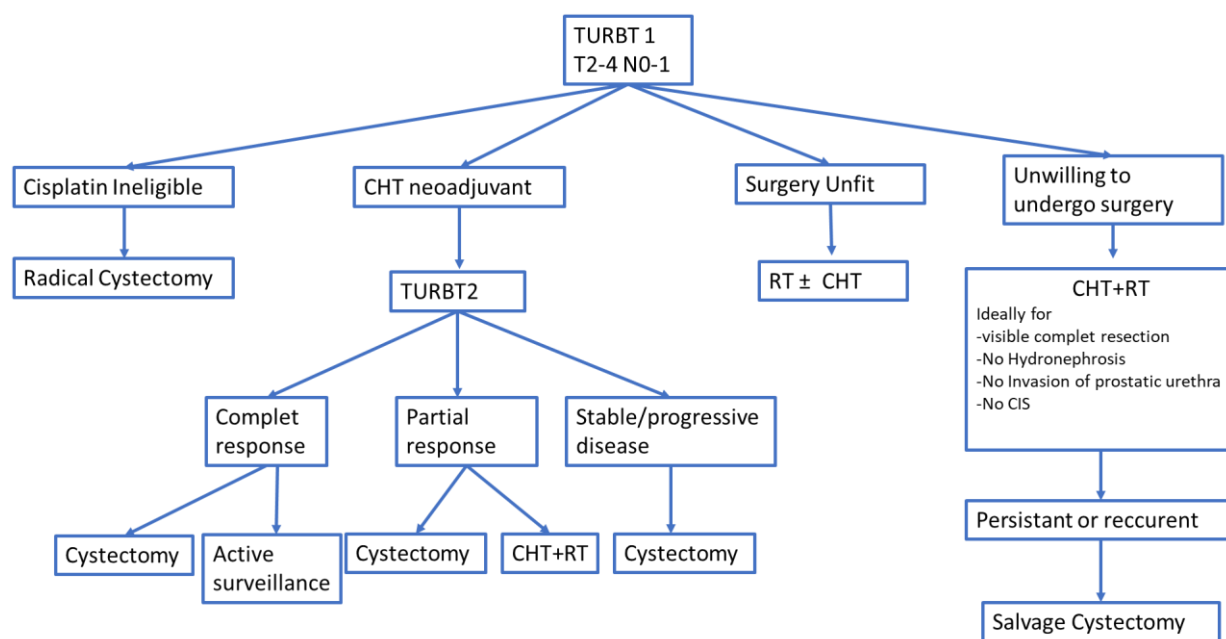 TURBT 1
T2-4 N0-1
Cisplatin Ineligible
CHT neoadjuvant
Surgery Unfit
Unwilling to
undergo surgery
Radical Cystectomy
TURBT2
RT ± CHT
CHT+RT
Ideally for
-visible complet resection
-No Hydronephrosis
-No Invasion of prostatic urethra
-No CIS
Complet
response
Partial
response
Stable/progressive
disease
Cystectomy
Active
surveillance
Cystectomy
CHT+RT
Cystectomy
Persistant or reccurent
Salvage Cystectomy